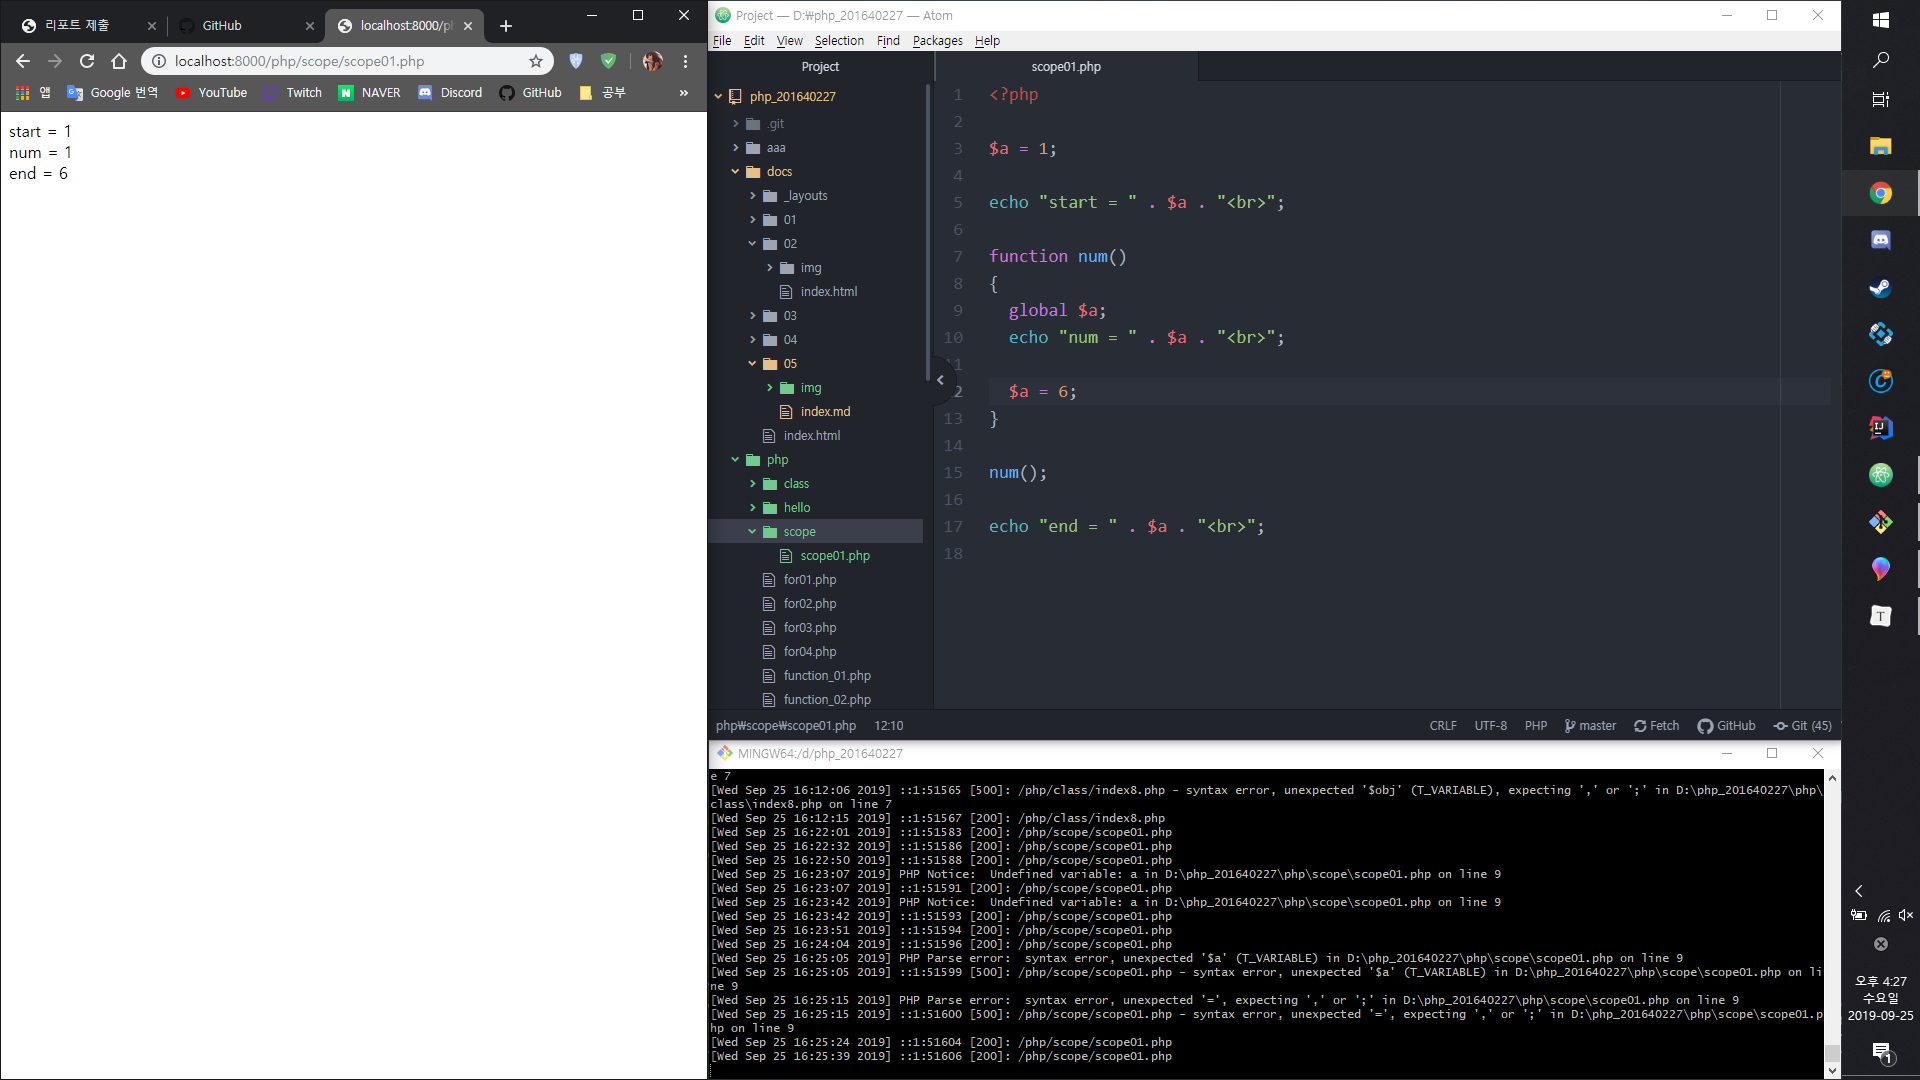 리포트 제출
GitHub
localhost:8000/ph
localhost:8000/php/scope/scope01.php
앱
Google 번역
YouTube
Twitch
NAVER
Discord
GitHub
공부
»
start = 1
num = 1
end = 6
Project — D:₩php_201640227 — Atom
File Edit View Selection Find Packages Help
Project
php_201640227
.git
aaa
docs
_layouts
01
02
img
index.html
03
04
05
img
index.md
index.html
php
class
hello
scope
scope01.php
for01.php
for02.php
for03.php
for04.php
function_01.php
function_02.php
scope01.php
1 <?php
2
3 $a = 1;
4
5 echo "start = " . $a . "<br>";
6
7 function num()
8 {
9 global $a;
10 echo "num = " . $a . "<br>";
11
2 $a = 6;
13 }
14
15 num();
16
17 echo "end = " . $a . "<br>";
18
php₩scope₩scope01.php 12:10
CRLF UTF-8 PHP master Fetch GitHub Git (45)
MINGW64:/d/php_201640227
e 7
[Wed Sep 25 16:12:06 2019] ::1:51565 [500]: /php/class/index8.php - syntax error, unexpected '$obj' (T_VARIABLE), expecting ',' or ';' in D:\php_201640227\php\
class\index8.php on line 7
[Wed Sep 25 16:12:15 2019] ::1:51567 [200]: /php/class/index8.php
[Wed Sep 25 16:22:01 2019] ::1:51583 [200]: /php/scope/scope01.php
[Wed Sep 25 16:22:32 2019] ::1:51586 [200]: /php/scope/scope01.php
[Wed Sep 25 16:22:50 2019] ::1:51588 [200]: /php/scope/scope01.php
[Wed Sep 25 16:23:07 2019] PHP Notice:  Undefined variable: a in D:\php_201640227\php\scope\scope01.php on line 9
[Wed Sep 25 16:23:07 2019] ::1:51591 [200]: /php/scope/scope01.php
[Wed Sep 25 16:23:42 2019] PHP Notice:  Undefined variable: a in D:\php_201640227\php\scope\scope01.php on line 9
[Wed Sep 25 16:23:42 2019] ::1:51593 [200]: /php/scope/scope01.php
[Wed Sep 25 16:23:51 2019] ::1:51594 [200]: /php/scope/scope01.php
[Wed Sep 25 16:24:04 2019] ::1:51596 [200]: /php/scope/scope01.php
[Wed Sep 25 16:25:05 2019] PHP Parse error:  syntax error, unexpected '$a' (T_VARIABLE) in D:\php_201640227\php\scope\scope01.php on line 9
[Wed Sep 25 16:25:05 2019] ::1:51599 [500]: /php/scope/scope01.php - syntax error, unexpected '$a' (T_VARIABLE) in D:\php_201640227\php\scope\scope01.php on li
ne 9
[Wed Sep 25 16:25:15 2019] PHP Parse error:  syntax error, unexpected '=', expecting ',' or ';' in D:\php_201640227\php\scope\scope01.php on line 9
[Wed Sep 25 16:25:15 2019] ::1:51600 [500]: /php/scope/scope01.php - syntax error, unexpected '=', expecting ',' or ';' in D:\php_201640227\php\scope\scope01.p
hp on line 9
[Wed Sep 25 16:25:24 2019] ::1:51604 [200]: /php/scope/scope01.php
[Wed Sep 25 16:25:39 2019] ::1:51606 [200]: /php/scope/scope01.php
IJ
T
오후 4:27
수요일
2019-09-25
1